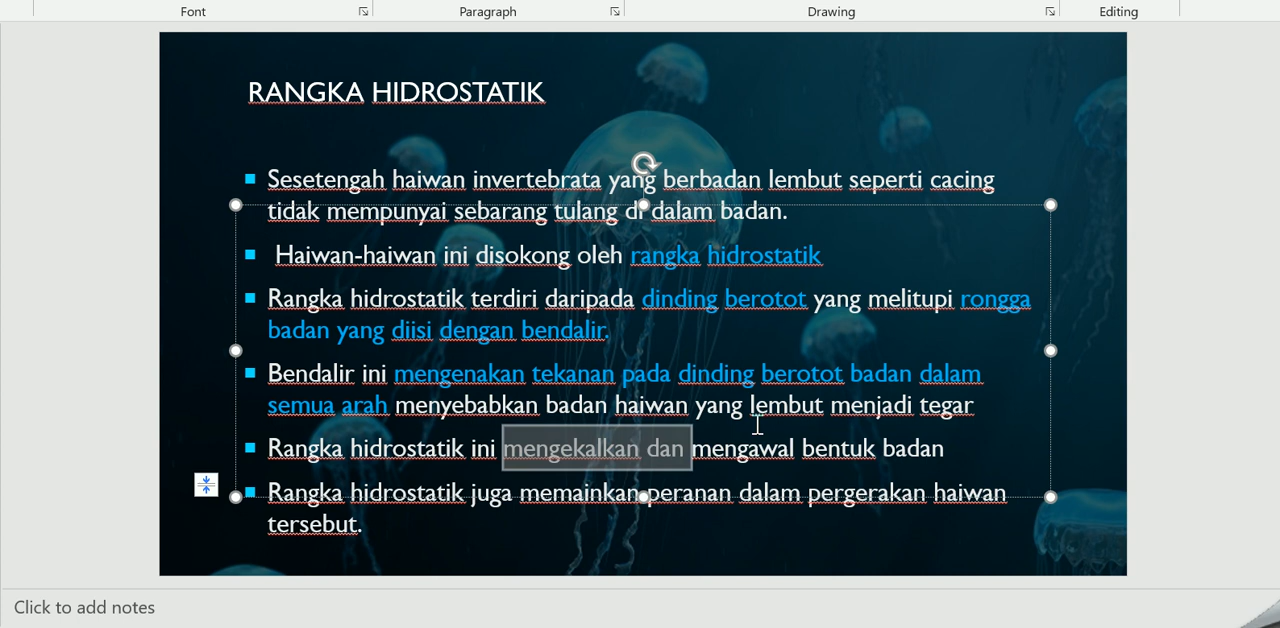 Font Paragraph Drawing Editing
RANGKA HIDROSTATIK
Sesetengah haiwan invertebrata yang berbadan lembut seperti cacing
tidak mempunyai sebarang tulang di dalam badan.
Haiwan-haiwan ini disokong oleh rangka hidrostatik
Rangka hidrostatik terdiri daripada dinding berotot yang melitupi rongga
badan yang diisi dengan bendalir.
Bendalir ini mengenakan tekanan pada dinding berotot badan dalam
semua arah menyebabkan badan haiwan yang lembut menjadi tegar
Rangka hidrostatik ini mengekalkan dan mengawal bentuk badan
Rangka hidrostatik juga memainkan peranan dalam pergerakan haiwan
tersebut.
Click to add notes